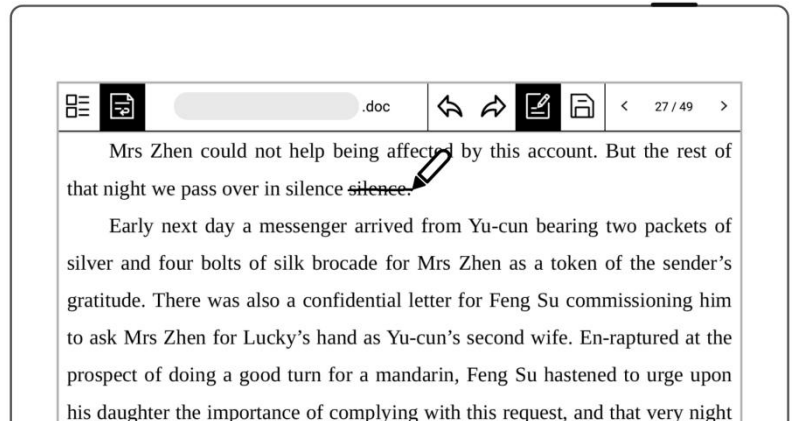 .doc
27 / 49
Mrs Zhen could not help being affected by this account. But the rest of
that night we pass over in silence silence.
Early next day a messenger arrived from Yu-cun bearing two packets of
silver and four bolts of silk brocade for Mrs Zhen as a token of the sender’s
gratitude. There was also a confidential letter for Feng Su commissioning him
to ask Mrs Zhen for Lucky’s hand as Yu-cun’s second wife. En-raptured at the
prospect of doing a good turn for a mandarin, Feng Su hastened to urge upon
his daughter the importance of complying with this request, and that very night